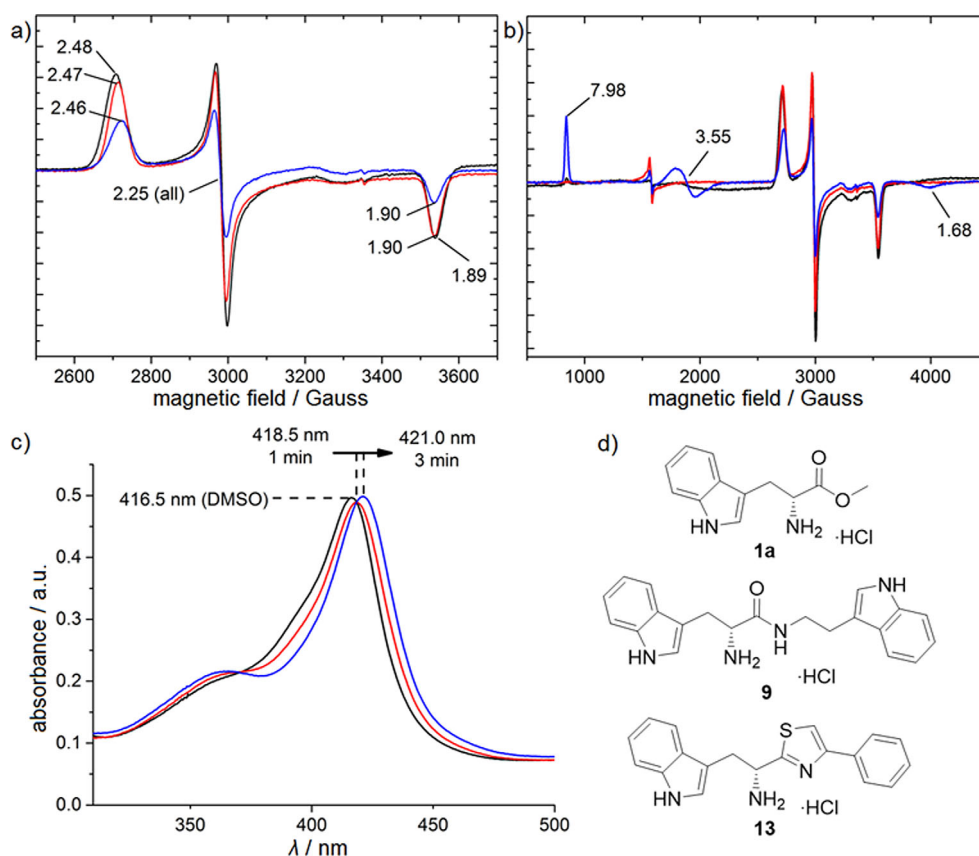 a)
2.48
2.47
2.46
2.25 (all)
1.90
1.90
1.89
2600 2800 3000 3200 3400 3600
magnetic field / Gauss
b)
7.98
3.55
1.68
1000 2000 3000 4000
magnetic field / Gauss
c)
418.5 nm
1 min
421.0 nm
3 min
416.5 nm (DMSO)
0.5
0.4
0.3
0.2
0.1
0.0
absorbance / a.u.
350 400 450 500
λ / nm
d)
O
O
HN
NH2
·HCl
1a
HN
O
N
H
HN
NH2
·HCl
9
S
N
HN
NH2
·HCl
13